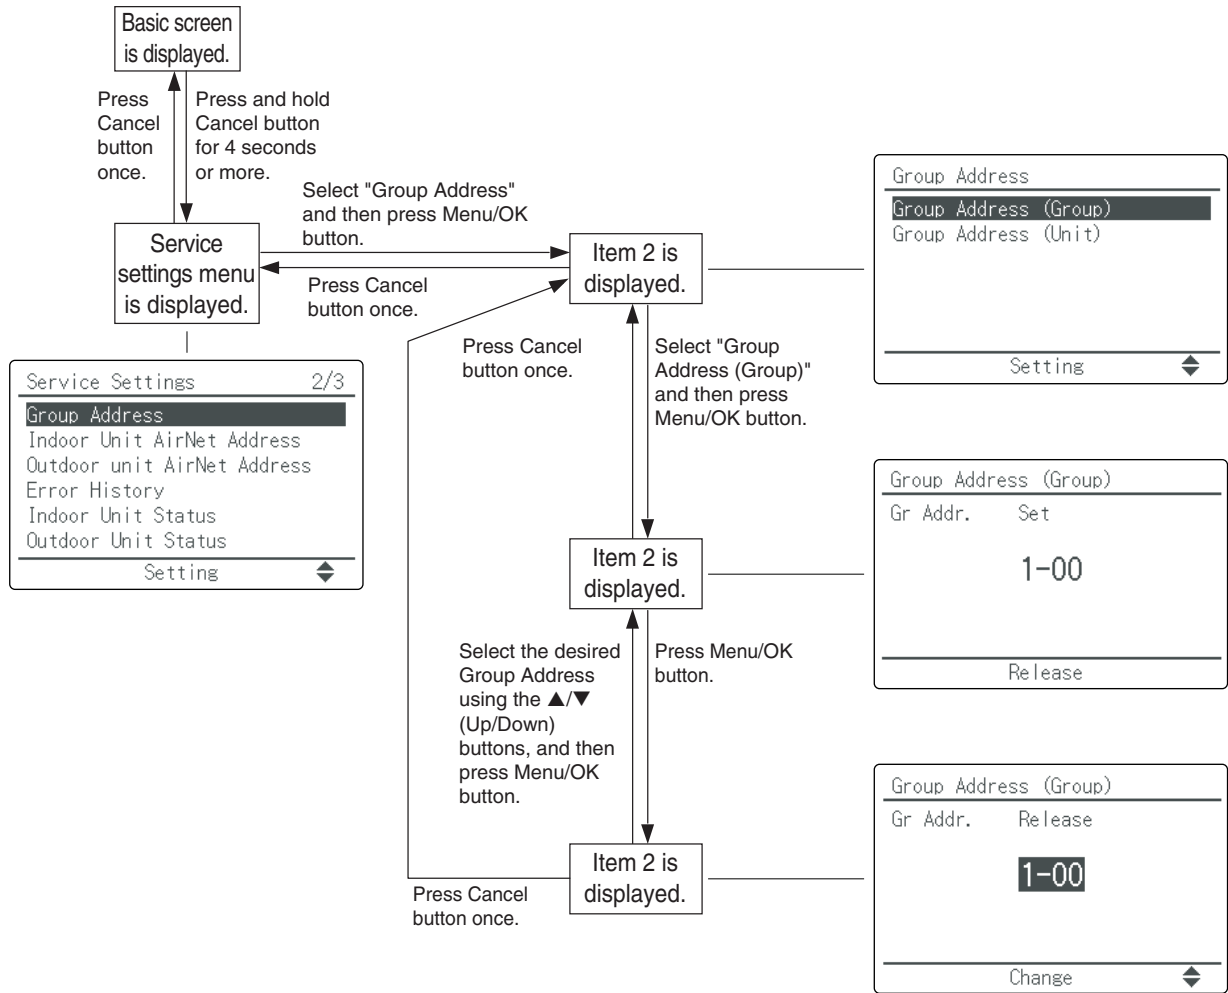 Basic screen
is displayed.
Press
Cancel
button
once.
Press and hold
Cancel button
for 4 seconds
or more.
Select "Group Address"
and then press Menu/OK
button.
Service
settings menu
is displayed.
Press Cancel
button once.
Item 2 is
displayed.
Group Address
Group Address (Group)
Group Address (Unit)
Setting
Service Settings 2/3
Group Address
Indoor Unit AirNet Address
Outdoor unit AirNet Address
Error History
Indoor Unit Status
Outdoor Unit Status
Setting
Press Cancel
button once.
Select "Group
Address (Group)"
and then press
Menu/OK button.
Item 2 is
displayed.
Group Address (Group)
Gr Addr. Set
1-00
Release
Select the desired
Group Address
using the ▲/▼
(Up/Down)
buttons, and then
press Menu/OK
button.
Press Menu/OK
button.
Item 2 is
displayed.
Press Cancel
button once.
Group Address (Group)
Gr Addr. Release
1-00
Change